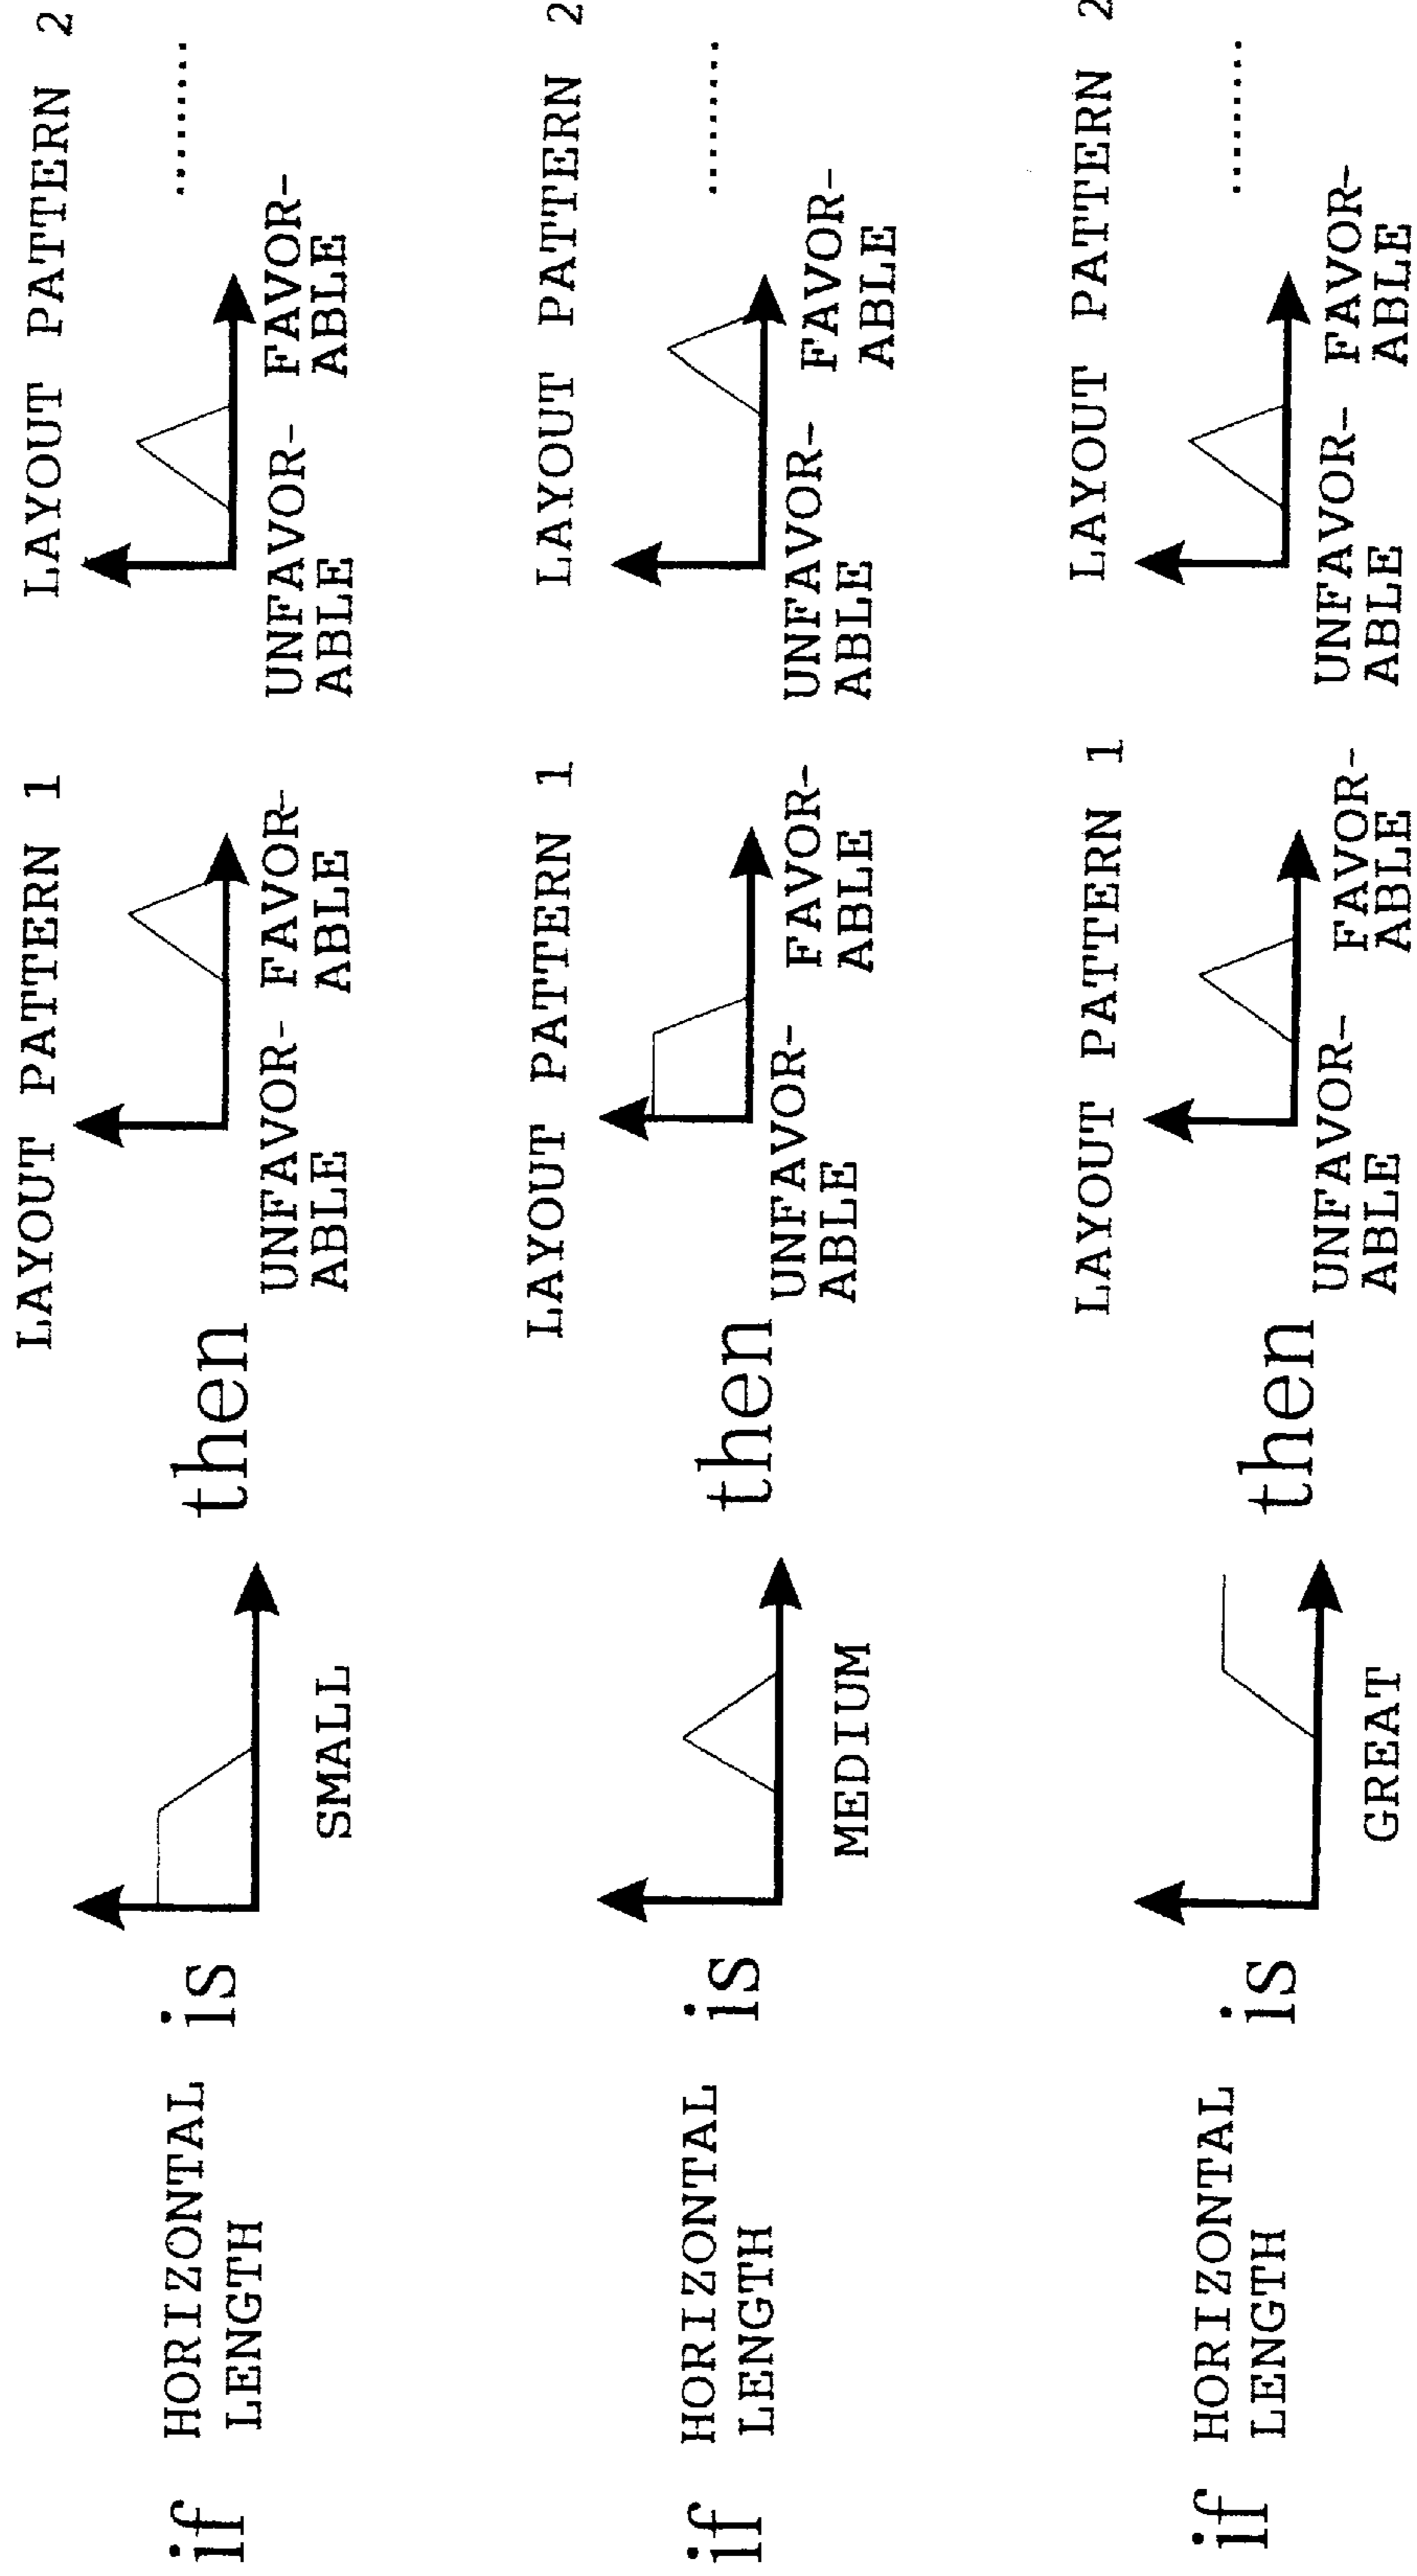 LAYOUT PATTERN 1 LAYOUT PATTERN 2
if HORIZONTAL LENGTH is then ........
SMALL UNFAVOR- FAVOR- UNFAVOR- FAVOR-
ABLE ABLE ABLE ABLE
LAYOUT PATTERN 1 LAYOUT PATTERN 2
if HORIZONTAL LENGTH is then ........
MEDIUM UNFAVOR- FAVOR- UNFAVOR- FAVOR-
ABLE ABLE ABLE ABLE
LAYOUT PATTERN 1 LAYOUT PATTERN 2
if HORIZONTAL LENGTH is then ........
GREAT UNFAVOR- FAVOR- UNFAVOR- FAVOR-
ABLE ABLE ABLE ABLE